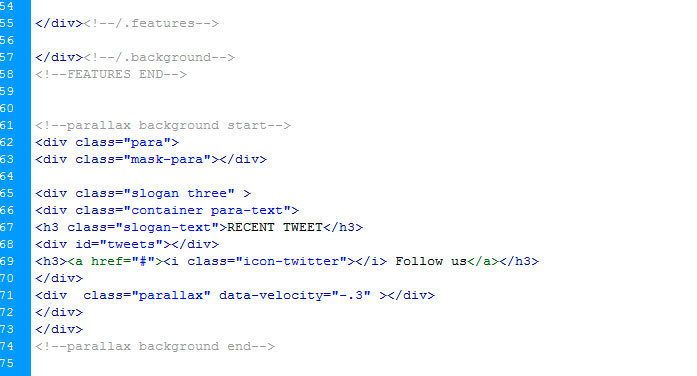 54
55 </div><!--/.features-->
56
57 </div><!--/.background-->
58 <!--FEATURES END-->
59
60
61 <!--parallax background start-->
62 <div class="para">
63 <div class="mask-para"></div>
64
65 <div class="slogan three" >
66 <div class="container para-text">
67 <h3 class="slogan-text">RECENT TWEET</h3>
68 <div id="tweets"></div>
69 <h3><a href="#"><i class="icon-twitter"></i> Follow us</a></h3>
70 </div>
71 <div  class="parallax" data-velocity="-.3" ></div>
72 </div>
73 </div>
74 <!--parallax background end-->
75